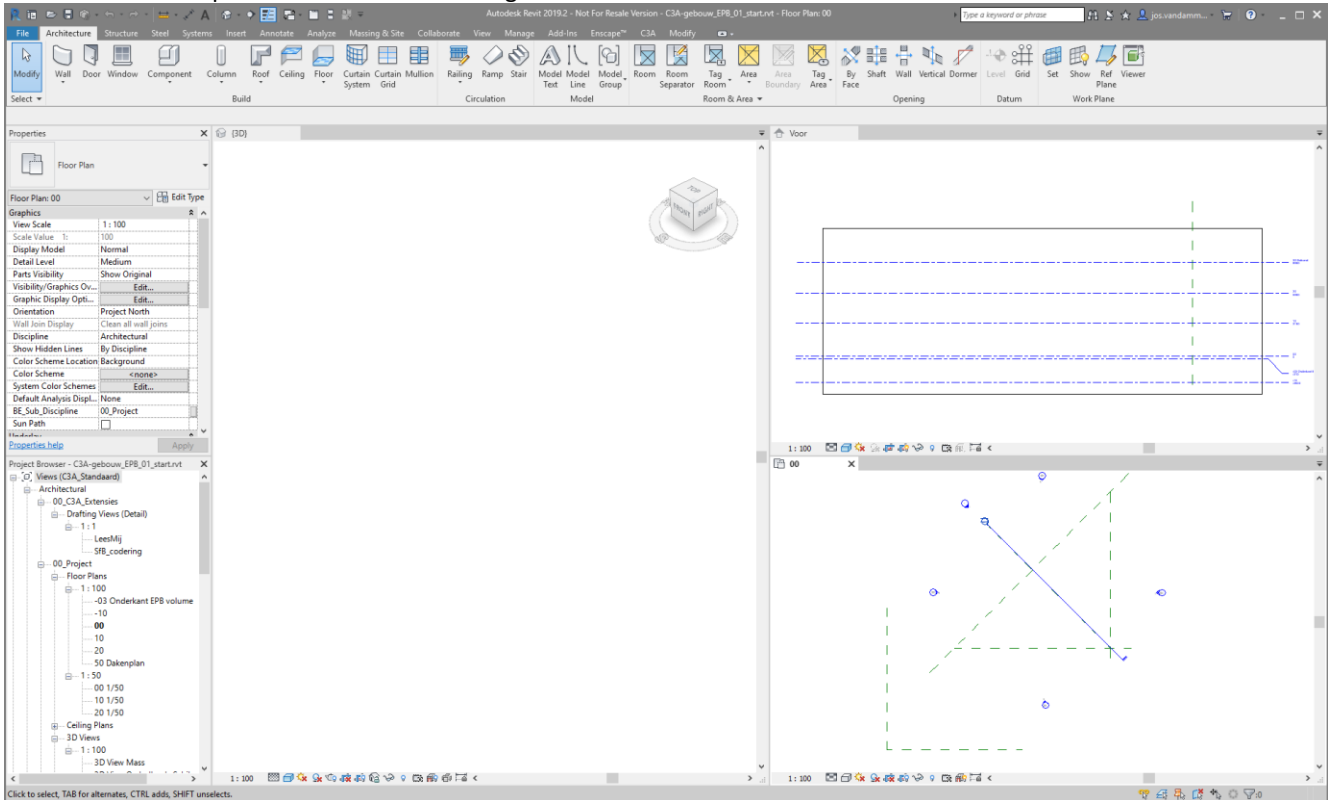 Autodesk Revit 2019.2 - Not For Resale Version - C3A-gebouw_EPB_01_start.rvt - Floor Plan: 00
Type a keyword or phrase
jos.vandamm...
File Architecture Structure Steel Systems Insert Annotate Analyze Massing & Site Collaborate View Manage Add-Ins Enscape™ C3A Modify
Modify Wall Door Window Component Column Roof Ceiling Floor Curtain System Curtain Grid Mullion Railing Ramp Stair Model Text Model Line Model Group Room Room Separator Tag Room Area Area Boundary Tag Area By Face Shaft Wall Vertical Dormer Level Grid Set Show Ref Plane Viewer
Select Build Circulation Model Room & Area Opening Datum Work Plane
Properties
{3D}
Voor
Floor Plan
Floor Plan: 00
Edit Type
Graphics
View Scale 1 : 100
Scale Value 1: 100
Display Model Normal
Detail Level Medium
Parts Visibility Show Original
Visibility/Graphics Ov... Edit...
Graphic Display Opti... Edit...
Orientation Project North
Wall Join Display Clean all wall joins
Discipline Architectural
Show Hidden Lines By Discipline
Color Scheme Location Background
Color Scheme <none>
System Color Schemes Edit...
Default Analysis Displ... None
BE_Sub_Discipline 00_Project
Sun Path
Underlay
Properties help
Apply
TOP
FRONT
RIGHT
1 : 100
Project Browser - C3A-gebouw_EPB_01_start.rvt
00
Views (C3A_Standaard)
Architectural
00_C3A_Extensies
Drafting Views (Detail)
1 : 1
LeesMij
SfB_codering
00_Project
Floor Plans
1 : 100
-03 Onderkant EPB volume
-10
00
10
20
50 Dakenplan
1 : 50
00 1/50
10 1/50
20 1/50
Ceiling Plans
3D Views
1 : 100
3D View Mass
1 : 100
1 : 100
Click to select, TAB for alternates, CTRL adds, SHIFT unselects.
:0